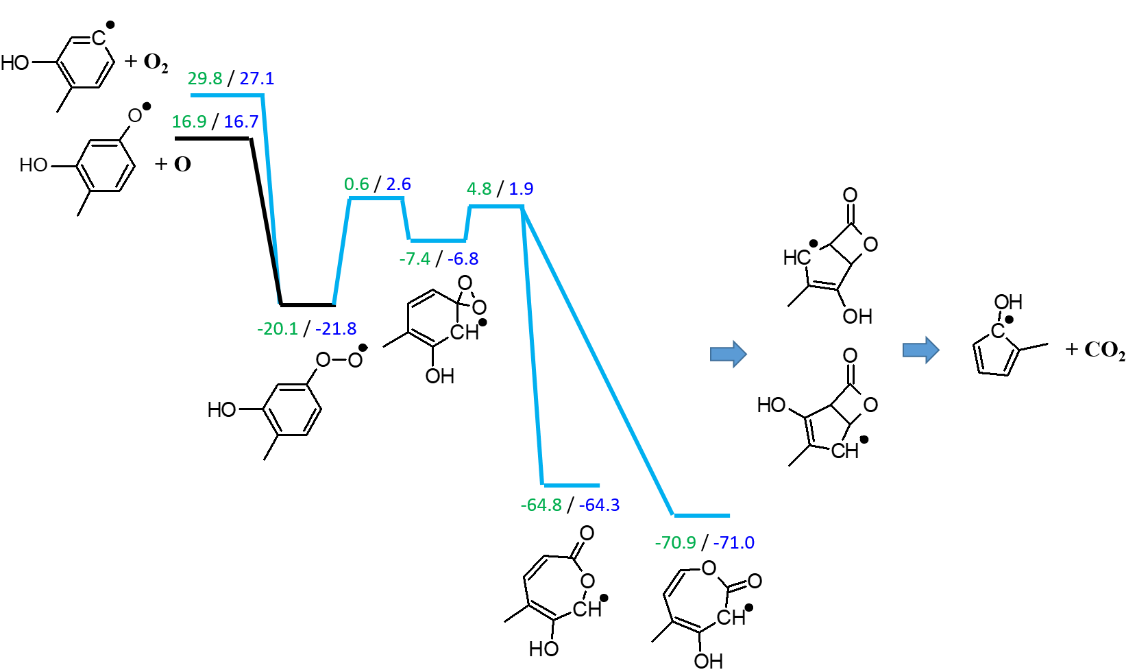 C•
HO
+ O₂
29.8 / 27.1
O•
16.9 / 16.7
HO
+ O
0.6 / 2.6
4.8 / 1.9
-7.4 / -6.8
O
O
CH•
OH
-20.1 / -21.8
O—O•
HO
O
HC•
O
OH
O
HO
O
CH•
OH
C•
+ CO₂
-64.8 / -64.3
O
O
CH•
HO
-70.9 / -71.0
O
O
CH•
OH